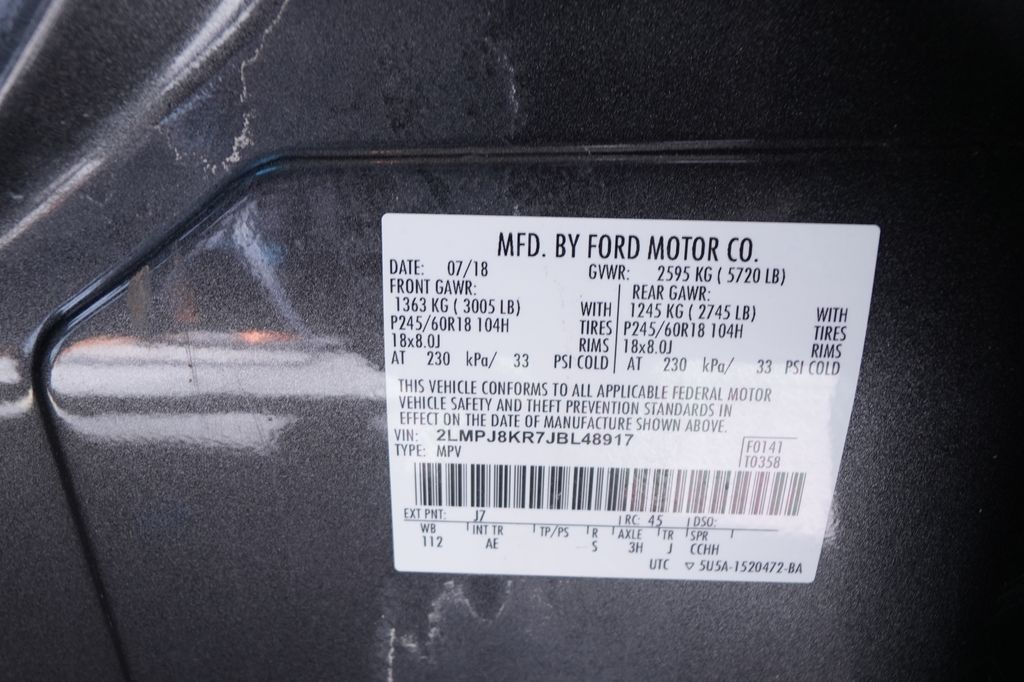 MFD. BY FORD MOTOR CO.
DATE: 07/18 GVWR: 2595 KG ( 5720 LB)
FRONT GAWR: REAR GAWR:
1363 KG ( 3005 LB) WITH 1245 KG ( 2745 LB) WITH
P245/60R18 104H TIRES P245/60R18 104H TIRES
18x8.0J RIMS 18x8.0J RIMS
AT 230 kPa/ 33 PSI COLD AT 230 kPa/ 33 PSI COLD
THIS VEHICLE CONFORMS TO ALL APPLICABLE FEDERAL MOTOR
VEHICLE SAFETY AND THEFT PREVENTION STANDARDS IN
EFFECT ON THE DATE OF MANUFACTURE SHOWN ABOVE.
VIN: 2LMPJ8KR7JBL48917
TYPE: MPV
F0141
T0358
EXT PNT: J7 RC: 45 DSO:
WB INT TR TP/PS R AXLE TR SPR
112 AE S 3H J CCHH
UTC ▽ 5U5A-1520472-BA